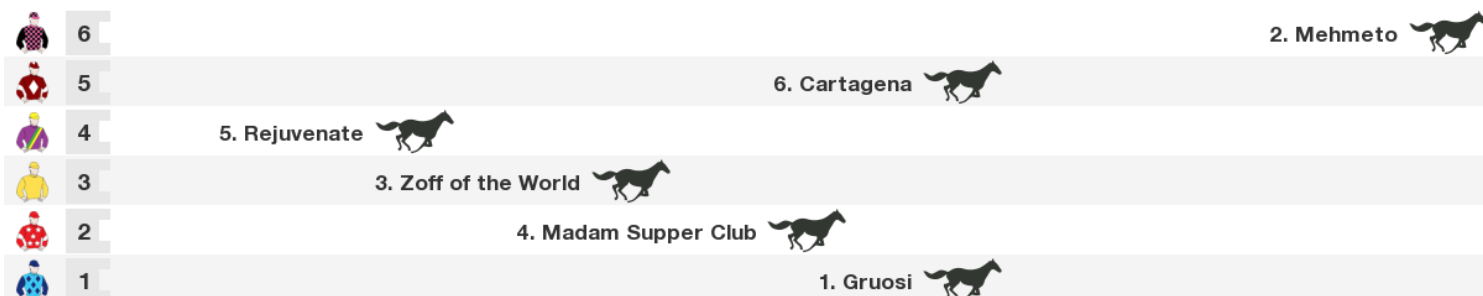 6 2. Mehmeto
5 6. Cartagena
4 5. Rejuvenate
3 3. Zoff of the World
2 4. Madam Supper Club
1 1. Gruosi